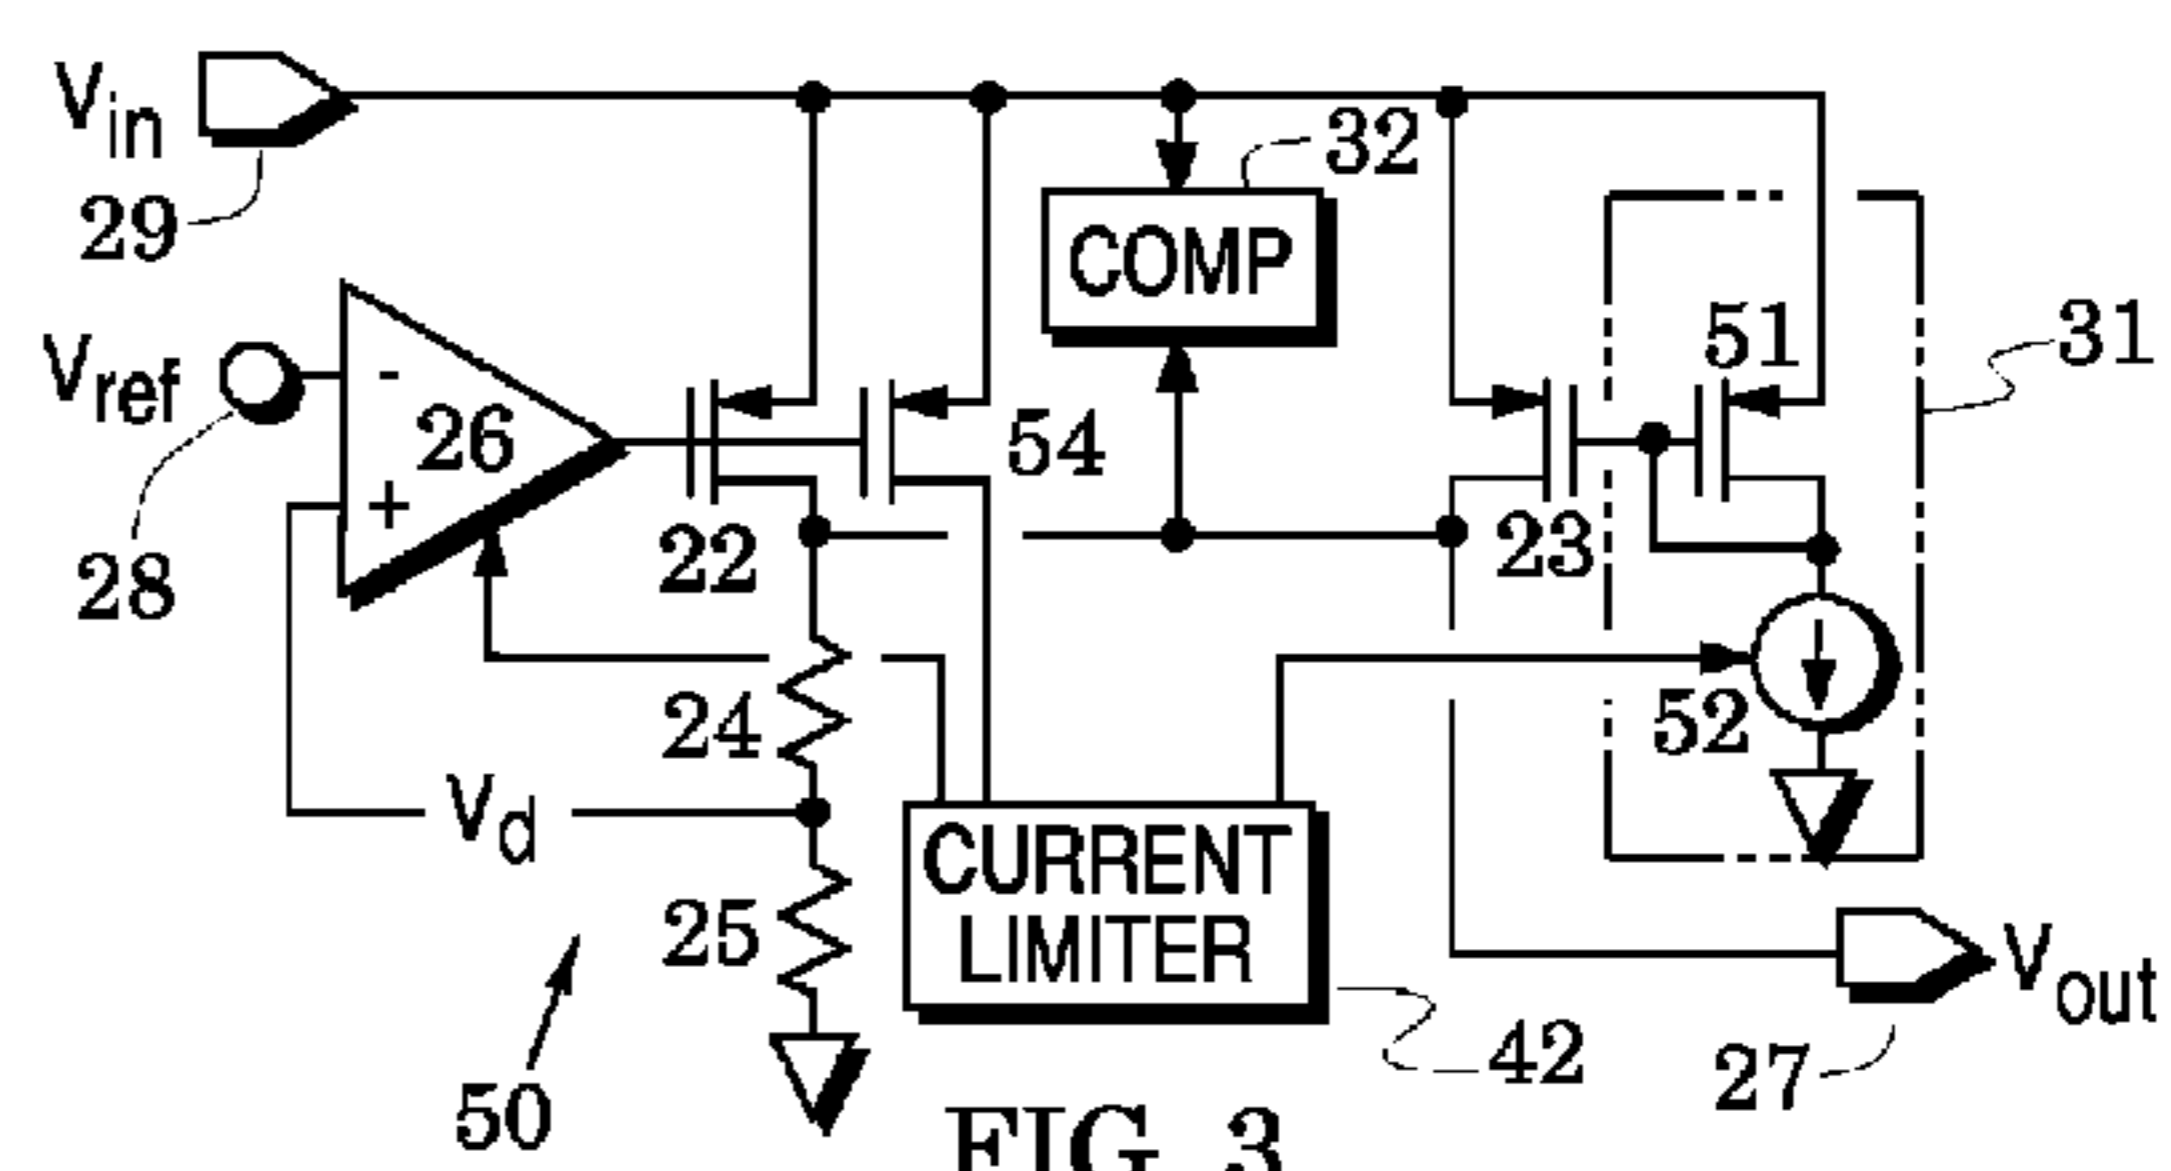 Vin
29
32
COMP
Vref
28
-
+
26
22
54
51
31
23
52
24
Vd
25
CURRENT
LIMITER
50
42
27
Vout
FIG. 3